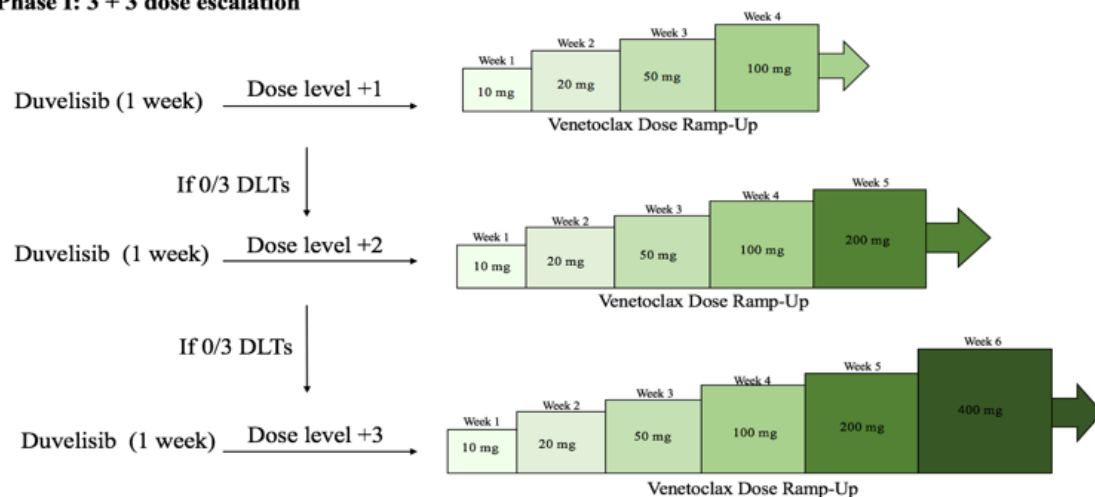 Phase I: 3 + 3 dose escalation
Duvelisib (1 week)
Dose level +1
Week 1
10 mg
Week 2
20 mg
Week 3
50 mg
Week 4
100 mg
Venetoclax Dose Ramp-Up
If 0/3 DLTs
Duvelisib (1 week)
Dose level +2
Week 1
10 mg
Week 2
20 mg
Week 3
50 mg
Week 4
100 mg
Week 5
200 mg
Venetoclax Dose Ramp-Up
If 0/3 DLTs
Duvelisib (1 week)
Dose level +3
Week 1
10 mg
Week 2
20 mg
Week 3
50 mg
Week 4
100 mg
Week 5
200 mg
Week 6
400 mg
Venetoclax Dose Ramp-Up